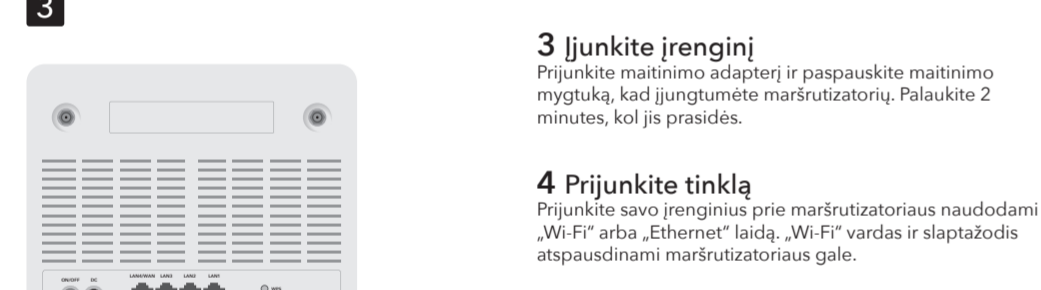 3
3 Įjunkite įrenginį
Prijunkite maitinimo adapterį ir paspauskite maitinimo
mygtuką, kad įjungtumėte maršrutizatorių. Palaukite 2
minutes, kol jis prasidės.
4 Prijunkite tinklą
Prijunkite savo įrenginius prie maršrutizatoriaus naudodami
„Wi-Fi“ arba „Ethernet“ laidą. „Wi-Fi“ vardas ir slaptažodis
atspausdinami maršrutizatoriaus gale.
ON/OFF DC LAN4/WAN LAN3 LAN2 LAN1
WPS